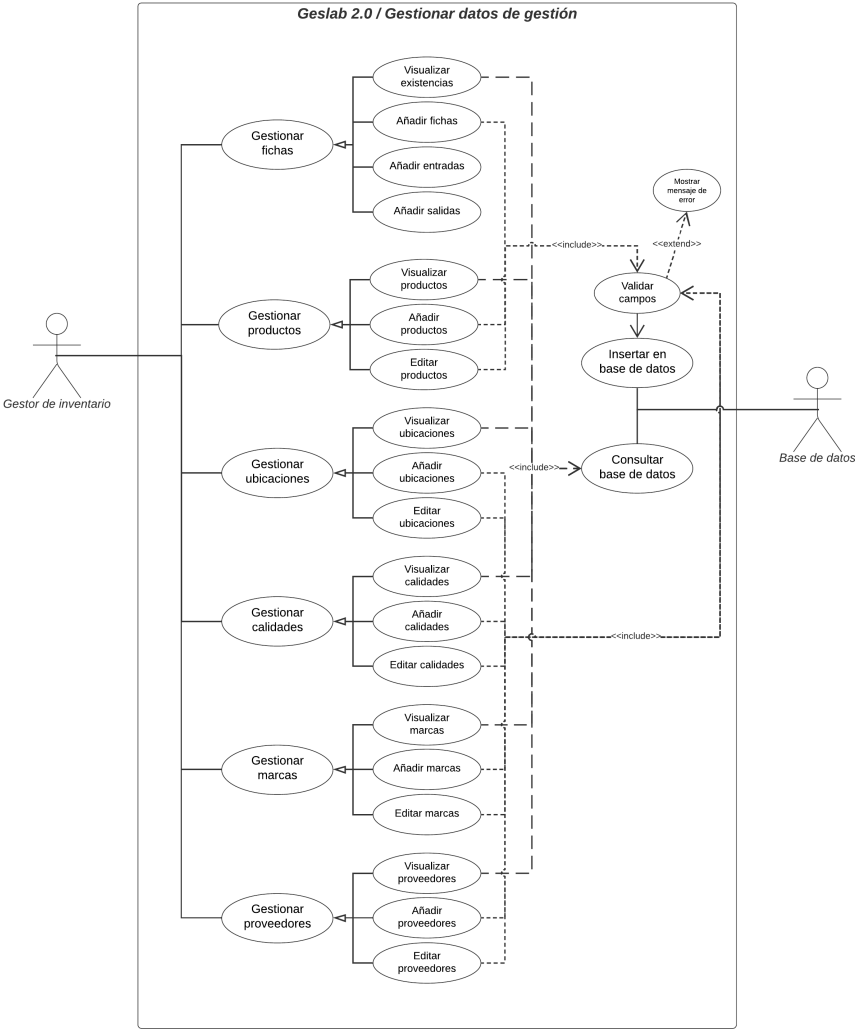 Geslab 2.0 / Gestionar datos de gestión
Visualizar
existencias
Añadir fichas
Gestionar
fichas
Añadir entradas
Añadir salidas
Mostrar
mensaje de
error
<<include>>
<<extend>>
Visualizar
productos
Validar
campos
Gestionar
productos
Añadir
productos
Editar
productos
Insertar en
base de datos
Gestor de inventario
Visualizar
ubicaciones
Base de datos
Gestionar
ubicaciones
Añadir
ubicaciones
<<include>>
Consultar
base de datos
Editar
ubicaciones
Visualizar
calidades
Gestionar
calidades
Añadir
calidades
<<include>>
Editar calidades
Visualizar
marcas
Gestionar
marcas
Añadir marcas
Editar marcas
Visualizar
proveedores
Gestionar
proveedores
Añadir
proveedores
Editar
proveedores